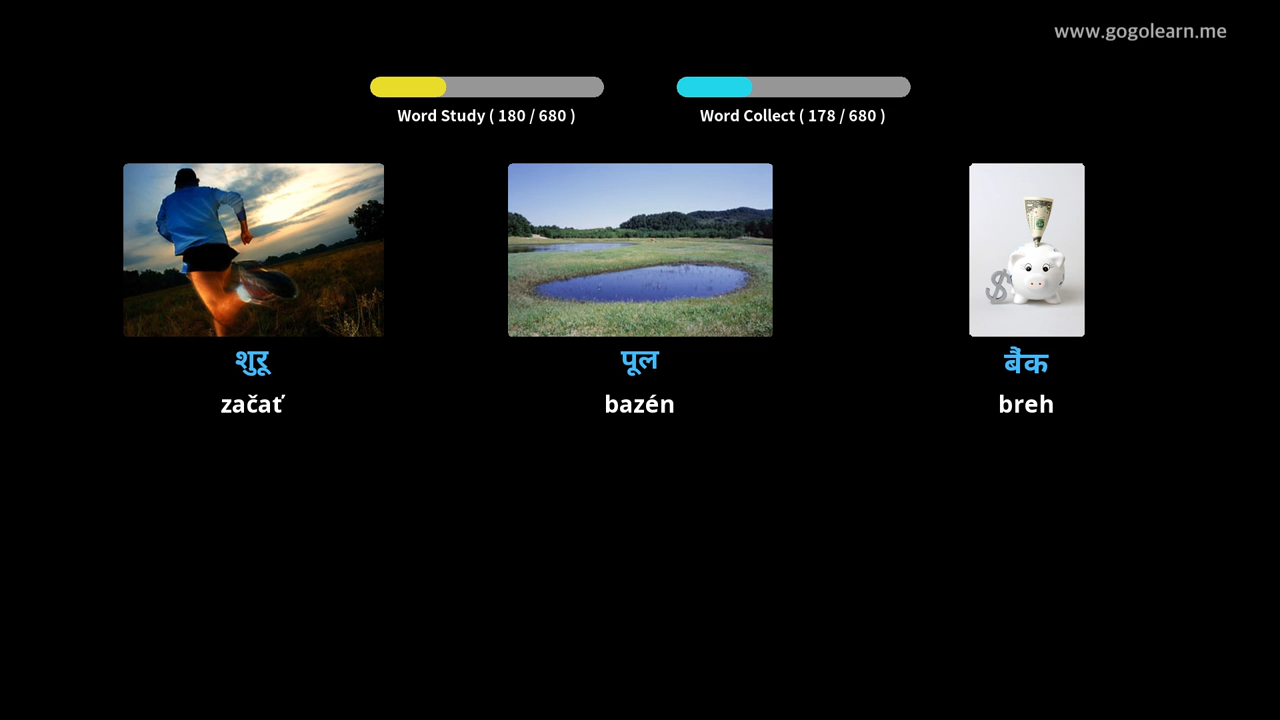 www.gogolearn.me
Word Study ( 180 / 680 )
Word Collect ( 178 / 680 )
शुरू
पूल
बैंक
začať
bazén
breh